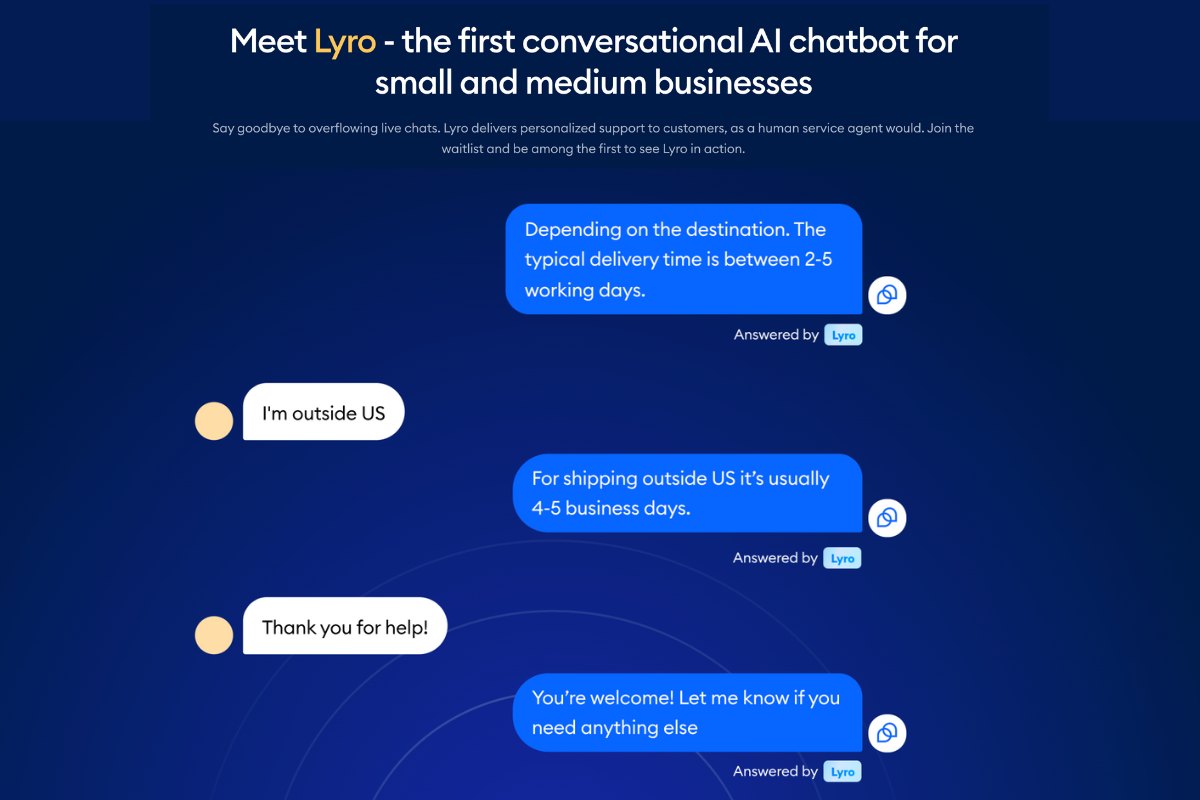 Meet Lyro - the first conversational AI chatbot for
small and medium businesses
Say goodbye to overflowing live chats. Lyro delivers personalized support to customers, as a human service agent would. Join the
waitlist and be among the first to see Lyro in action.
Depending on the destination. The
typical delivery time is between 2-5
working days.
Answered by Lyro
I'm outside US
For shipping outside US it’s usually
4-5 business days.
Answered by Lyro
Thank you for help!
You’re welcome! Let me know if you
need anything else
Answered by Lyro